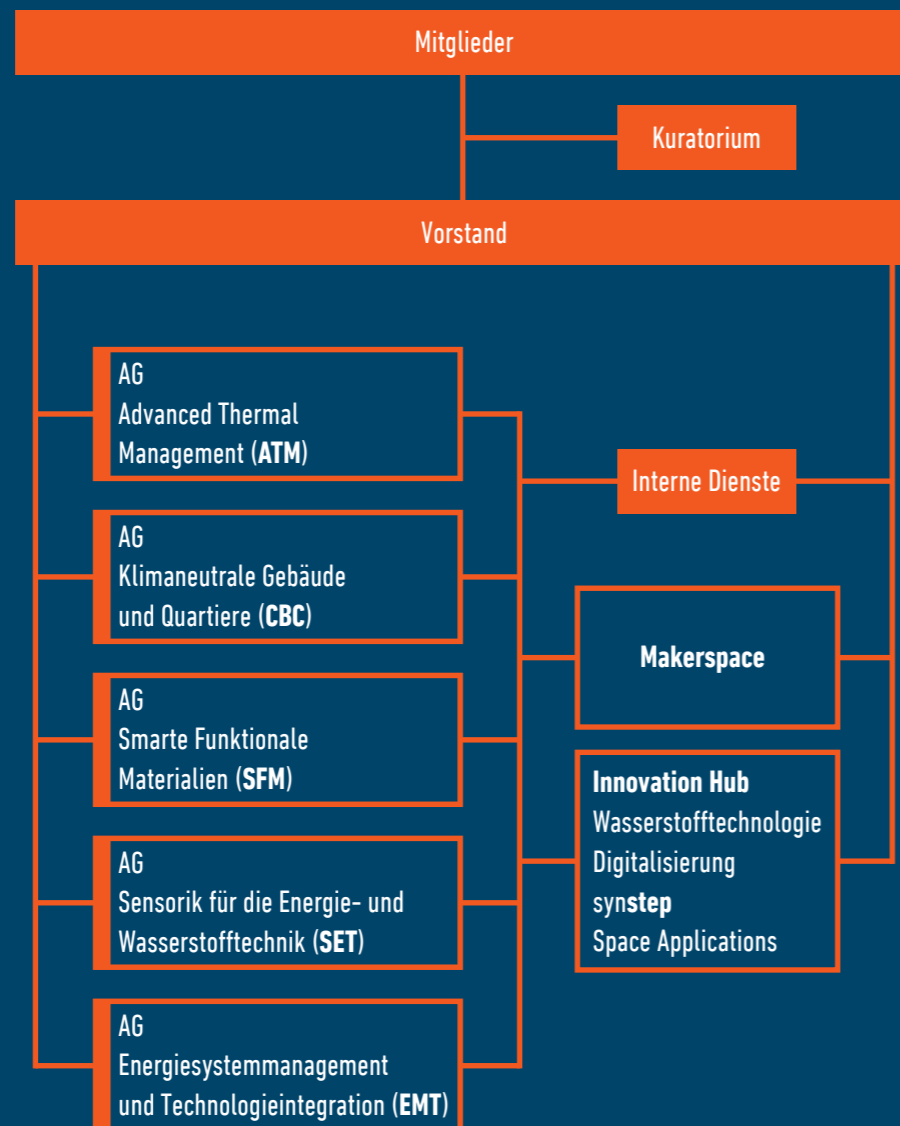 Mitglieder
Kuratorium
Vorstand
AG
Advanced Thermal
Management (ATM)
AG
Klimaneutrale Gebäude
und Quartiere (CBC)
AG
Smarte Funktionale
Materialien (SFM)
AG
Sensorik für die Energie- und
Wasserstofftechnik (SET)
AG
Energiesystemmanagement
und Technologieintegration (EMT)
Interne Dienste
Makerspace
Innovation Hub
Wasserstofftechnologie
Digitalisierung
synstep
Space Applications